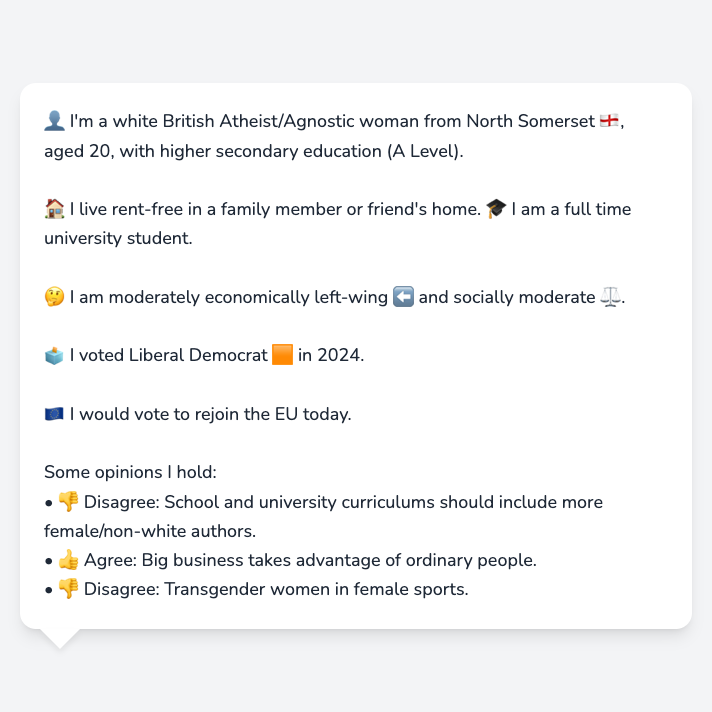 👤 I'm a white British Atheist/Agnostic woman from North Somerset 🏴󠁧󠁢󠁥󠁮󠁧󠁿,
aged 20, with higher secondary education (A Level).
🏠 I live rent-free in a family member or friend's home. 🎓 I am a full time
university student.
🤔 I am moderately economically left-wing ⬅️ and socially moderate ⚖️.
🗳️ I voted Liberal Democrat 🟧 in 2024.
🇪🇺 I would vote to rejoin the EU today.
Some opinions I hold:
• 👎 Disagree: School and university curriculums should include more
female/non-white authors.
• 👍 Agree: Big business takes advantage of ordinary people.
• 👎 Disagree: Transgender women in female sports.